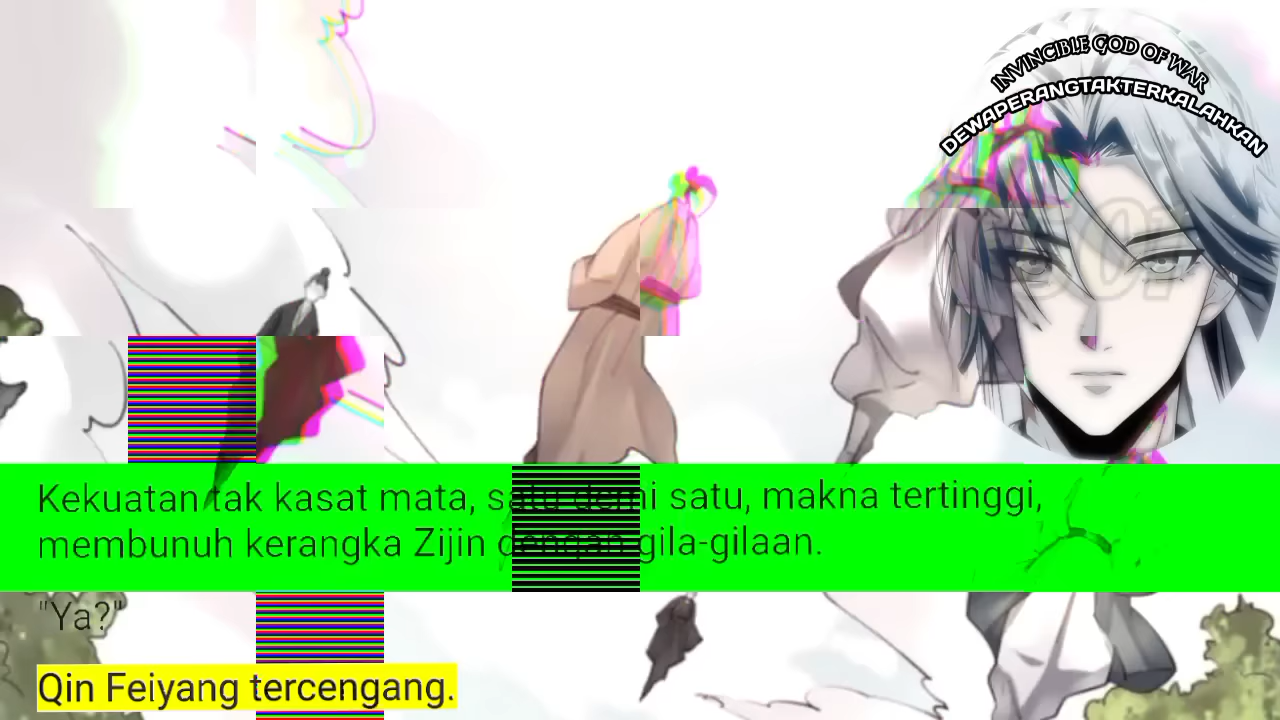 INVINCIBLE GOD OF WAR
DEWAPERANGTAKTERKALAHKAN
Kekuatan tak kasat mata, satu demi satu, makna tertinggi,
membunuh kerangka Zijin dengan gila-gilaan.
"Ya?"
Qin Feiyang tercengang.